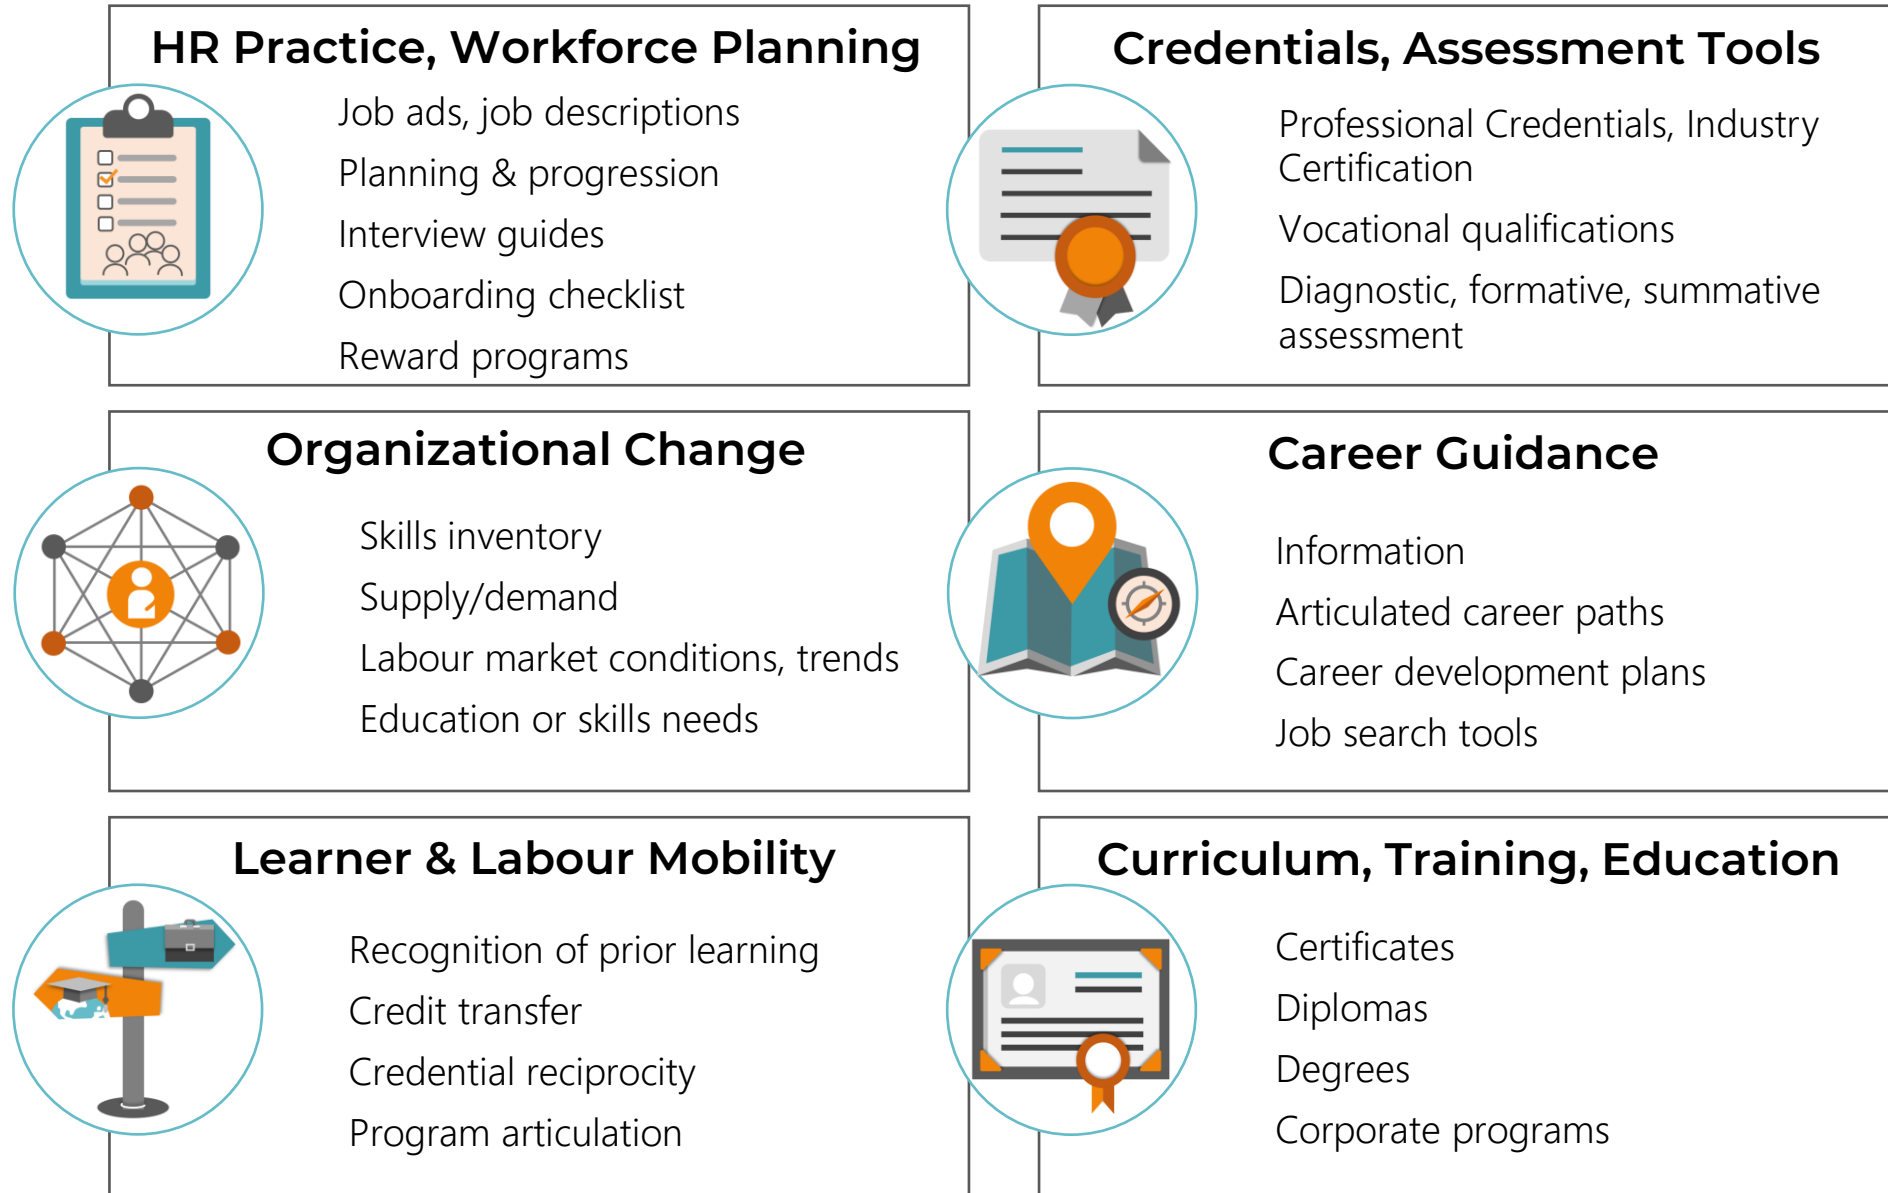 HR Practice, Workforce Planning
Job ads, job descriptions
Planning & progression
Interview guides
Onboarding checklist
Reward programs
Credentials, Assessment Tools
Professional Credentials, Industry
Certification
Vocational qualifications
Diagnostic, formative, summative
assessment
Organizational Change
Skills inventory
Supply/demand
Labour market conditions, trends
Education or skills needs
Career Guidance
Information
Articulated career paths
Career development plans
Job search tools
Learner & Labour Mobility
Recognition of prior learning
Credit transfer
Credential reciprocity
Program articulation
Curriculum, Training, Education
Certificates
Diplomas
Degrees
Corporate programs